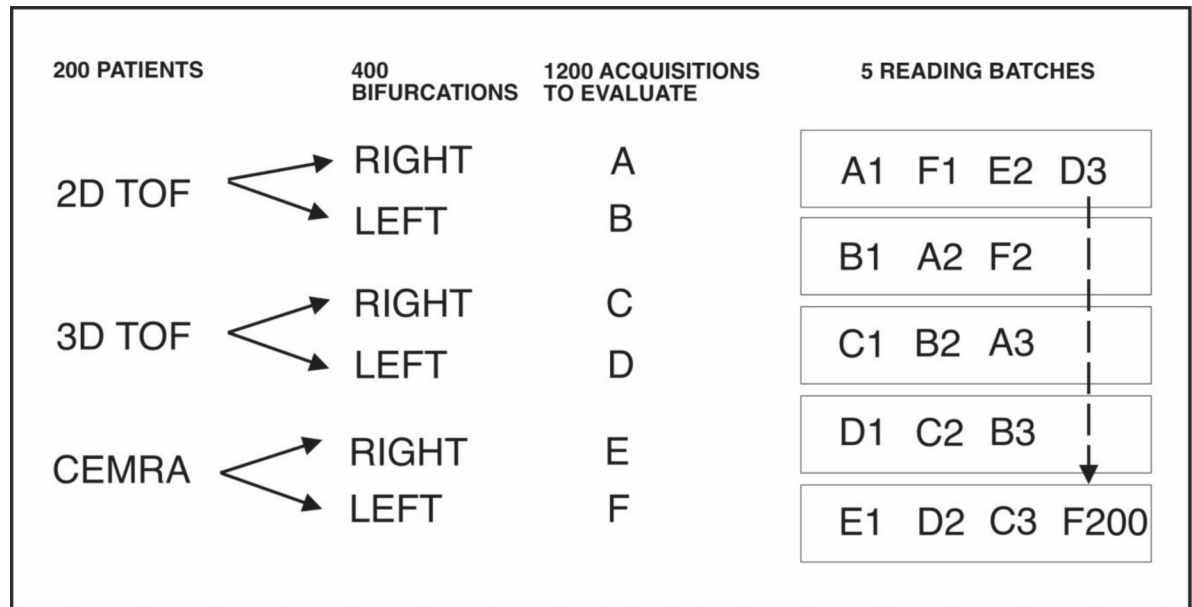 200 PATIENTS
400
BIFURCATIONS
1200 ACQUISITIONS
TO EVALUATE
5 READING BATCHES
2D TOF
RIGHT
A
LEFT
B
3D TOF
RIGHT
C
LEFT
D
CEMRA
RIGHT
E
LEFT
F
A1 F1 E2 D3
B1 A2 F2
C1 B2 A3
D1 C2 B3
E1 D2 C3 F200